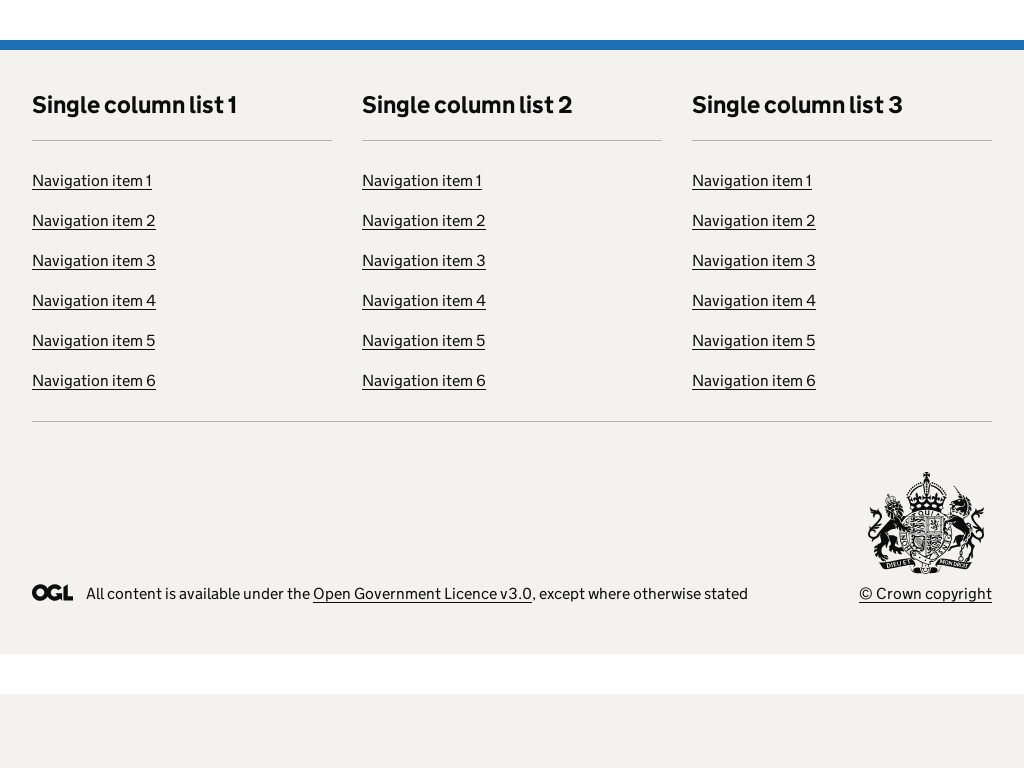 Single column list 1
Navigation item 1
Navigation item 2
Navigation item 3
Navigation item 4
Navigation item 5
Navigation item 6
Single column list 2
Navigation item 1
Navigation item 2
Navigation item 3
Navigation item 4
Navigation item 5
Navigation item 6
Single column list 3
Navigation item 1
Navigation item 2
Navigation item 3
Navigation item 4
Navigation item 5
Navigation item 6
DIEU ET MON DROIT
OGL All content is available under the Open Government Licence v3.0, except where otherwise stated
© Crown copyright